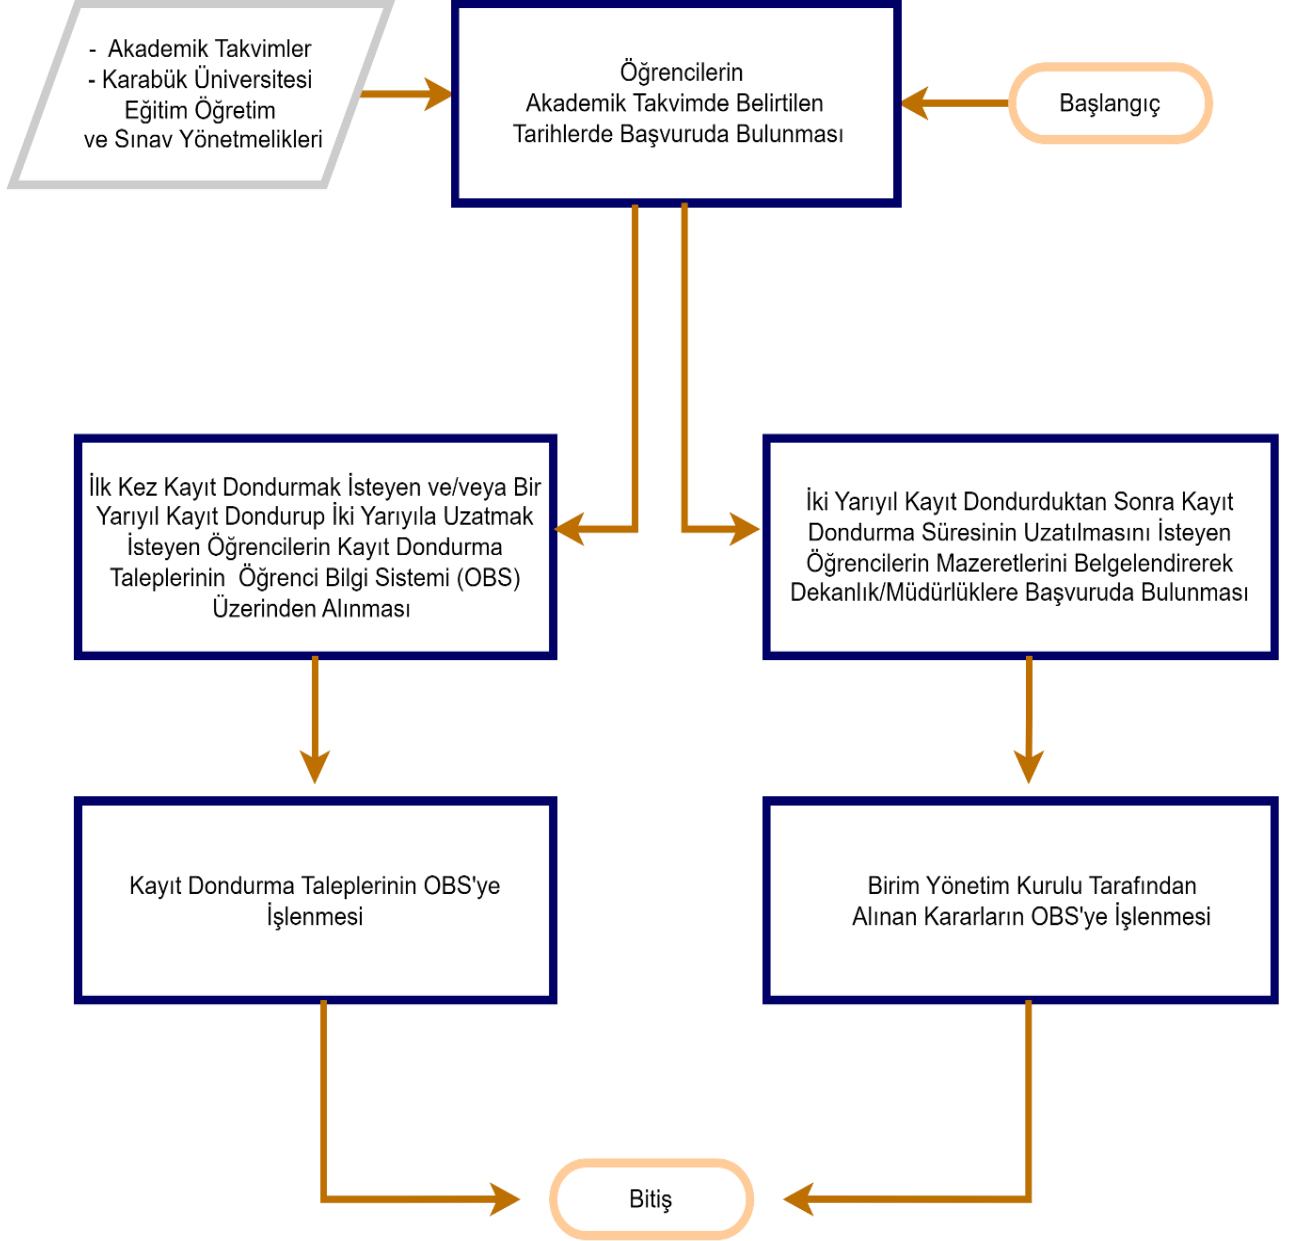 - Akademik Takvimler
- Karabük Üniversitesi
Eğitim Öğretim
ve Sınav Yönetmelikleri
Öğrencilerin
Akademik Takvimde Belirtilen
Tarihlerde Başvuruda Bulunması
Başlangıç
İlk Kez Kayıt Dondurmak İsteyen ve/veya Bir
Yarıyıl Kayıt Dondurup İki Yarıyıla Uzatmak
İsteyen Öğrencilerin Kayıt Dondurma
Taleplerinin Öğrenci Bilgi Sistemi (OBS)
Üzerinden Alınması
İki Yarıyıl Kayıt Dondurduktan Sonra Kayıt
Dondurma Süresinin Uzatılmasını İsteyen
Öğrencilerin Mazeretlerini Belgelendirerek
Dekanlık/Müdürlüklere Başvuruda Bulunması
Kayıt Dondurma Taleplerinin OBS'ye
İşlenmesi
Birim Yönetim Kurulu Tarafından
Alınan Kararların OBS'ye İşlenmesi
Bitiş